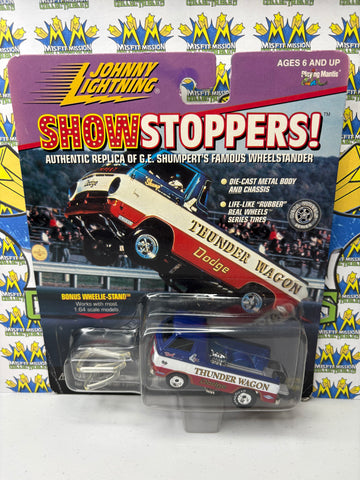 MISFIT MISSION
COLLECTIBLES
AGES 6 AND UP
Playing Mantis
JOHNNY
LIGHTNING
SHOWSTOPPERS!
AUTHENTIC REPLICA OF G.E. SHUMPERT'S FAMOUS WHEELSTANDER
• DIE-CAST METAL BODY
AND CHASSIS
• LIFE-LIKE "RUBBER"
REAL WHEELS
SERIES TIRES
THUNDER WAGON
Dodge
BONUS WHEELIE-STAND™
Works with most
1:64 scale models
THUNDER WAGON